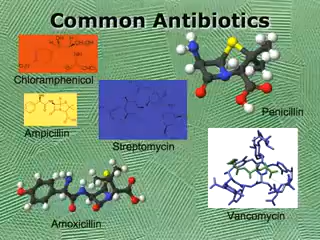 Common Antibiotics
Chloramphenicol
Penicillin
Ampicillin
Streptomycin
Amoxicillin
Vancomycin